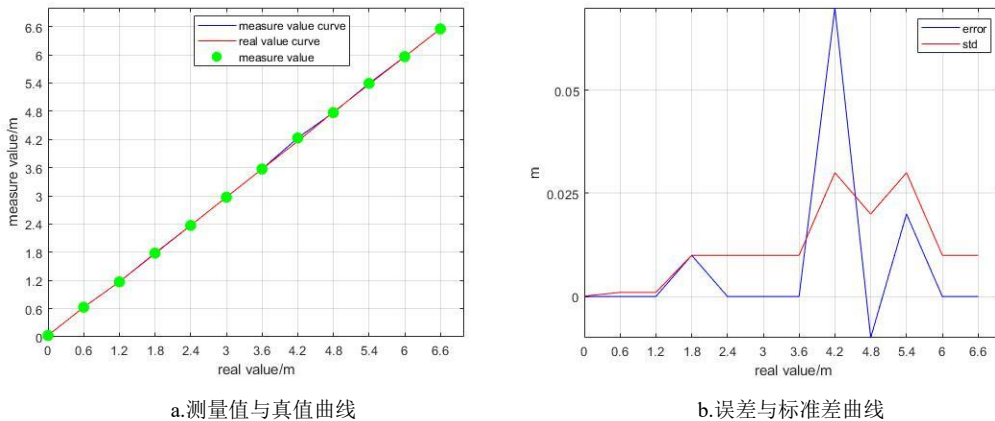 measure value/m
6.6
6
5.4
4.8
4.2
3.6
3
2.4
1.8
1.2
0.6
0
measure value curve
real value curve
measure value
0 0.6 1.2 1.8 2.4 3 3.6 4.2 4.8 5.4 6 6.6
real value/m
a.测量值与真值曲线
m
0.05
0.025
0
error
std
0 0.6 1.2 1.8 2.4 3 3.6 4.2 4.8 5.4 6 6.6
real value/m
b.误差与标准差曲线